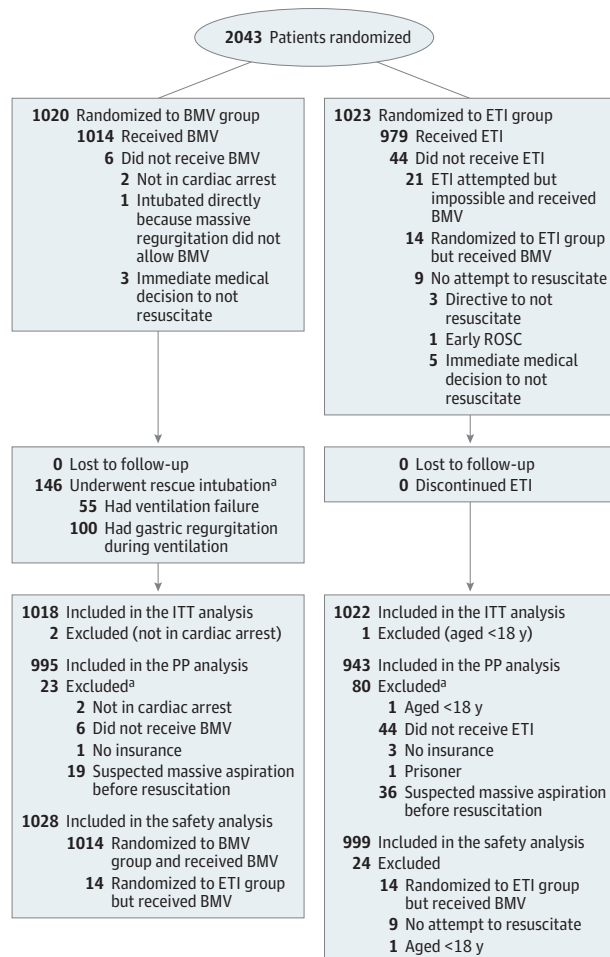 2043 Patients randomized
1020 Randomized to BMV group
1014 Received BMV
6 Did not receive BMV
2 Not in cardiac arrest
1 Intubated directly
because massive
regurgitation did not
allow BMV
3 Immediate medical
decision to not
resuscitate
1023 Randomized to ETI group
979 Received ETI
44 Did not receive ETI
21 ETI attempted but
impossible and received
BMV
14 Randomized to ETI group
but received BMV
9 No attempt to resuscitate
3 Directive to not
resuscitate
1 Early ROSC
5 Immediate medical
decision to not
resuscitate
0 Lost to follow-up
146 Underwent rescue intubationa
55 Had ventilation failure
100 Had gastric regurgitation
during ventilation
0 Lost to follow-up
0 Discontinued ETI
1018 Included in the ITT analysis
2 Excluded (not in cardiac arrest)
995 Included in the PP analysis
23 Excludeda
2 Not in cardiac arrest
6 Did not receive BMV
1 No insurance
19 Suspected massive aspiration
before resuscitation
1028 Included in the safety analysis
1014 Randomized to BMV
group and received BMV
14 Randomized to ETI group
but received BMV
1022 Included in the ITT analysis
1 Excluded (aged <18 y)
943 Included in the PP analysis
80 Excludeda
1 Aged <18 y
44 Did not receive ETI
3 No insurance
1 Prisoner
36 Suspected massive aspiration
before resuscitation
999 Included in the safety analysis
24 Excluded
14 Randomized to ETI group
but received BMV
9 No attempt to resuscitate
1 Aged <18 y